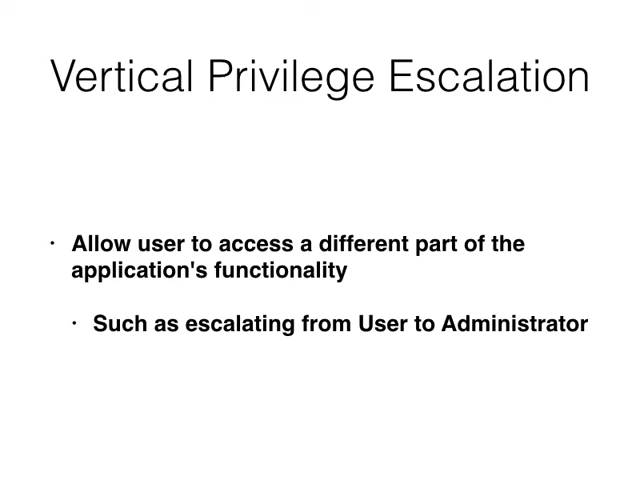 Vertical Privilege Escalation
• Allow user to access a different part of the
application's functionality
• Such as escalating from User to Administrator